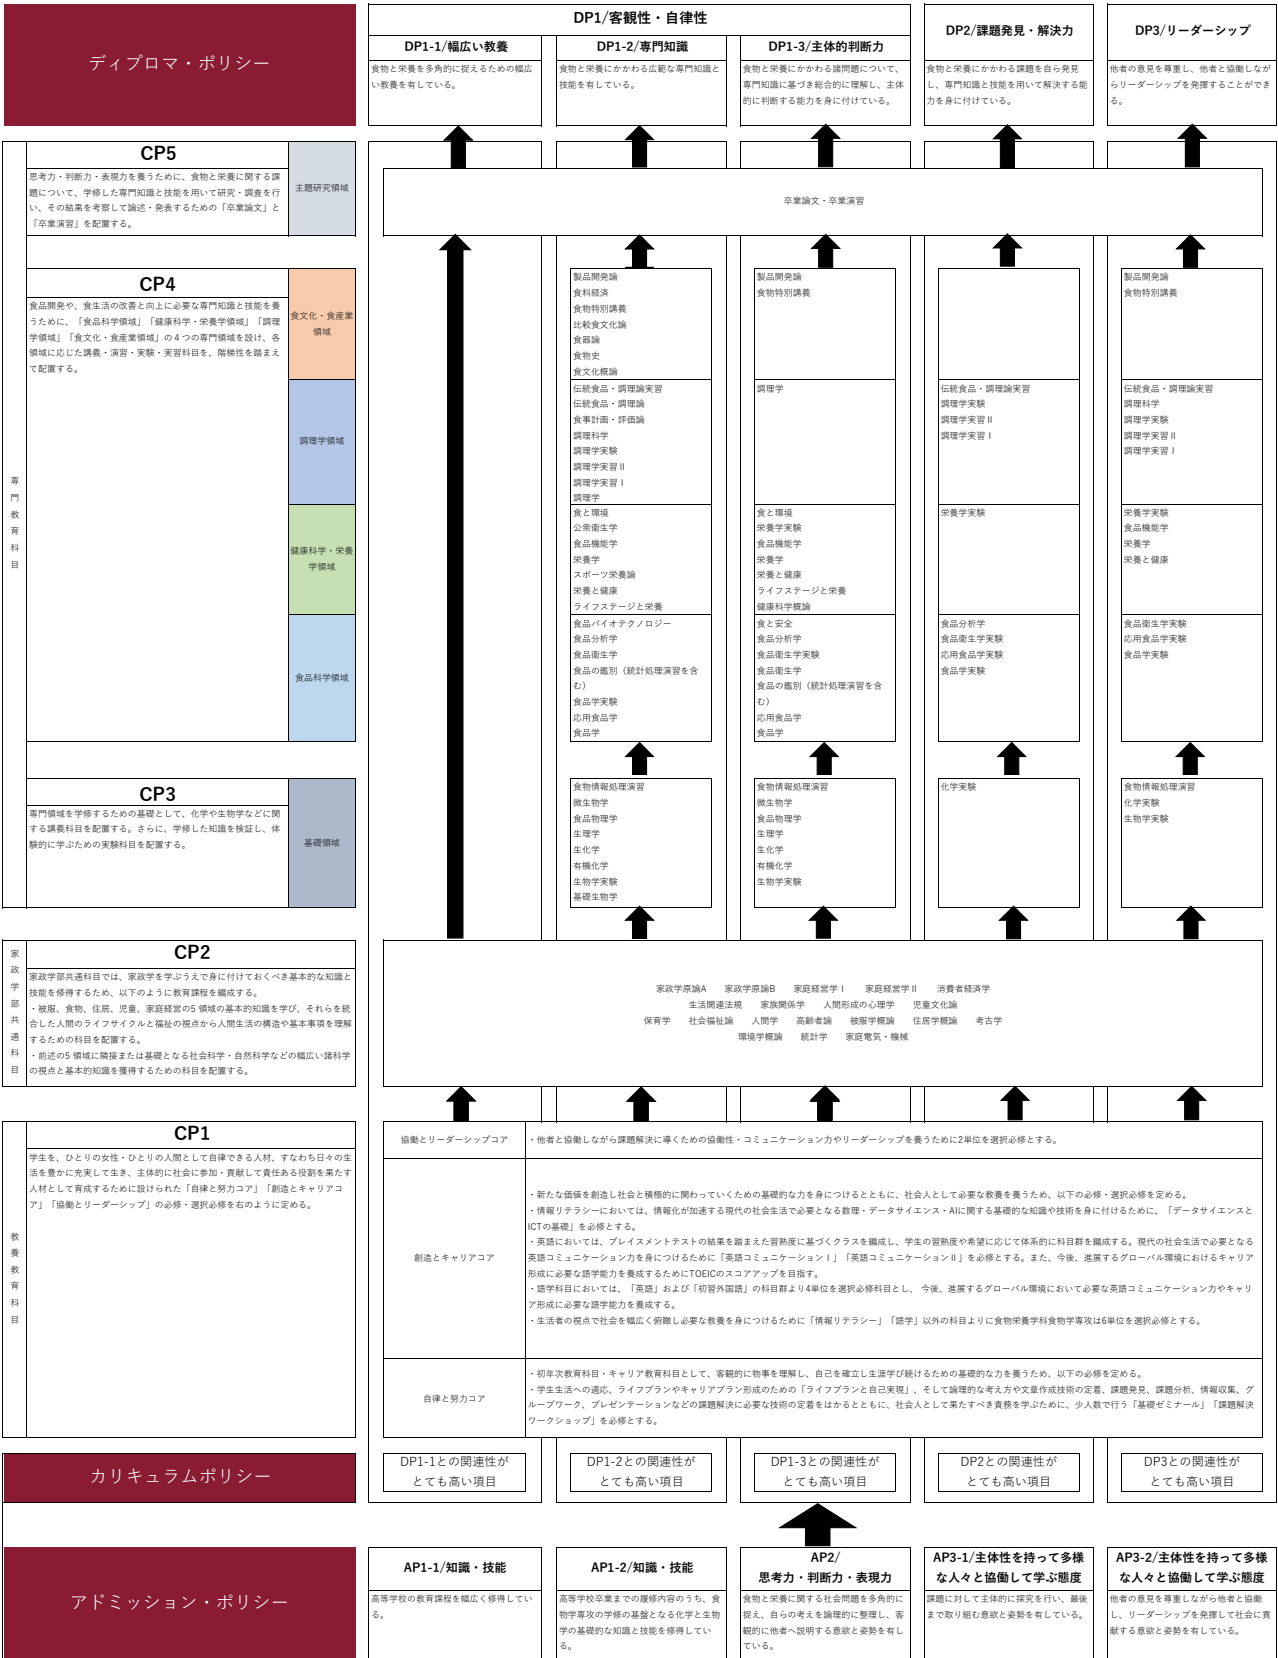 ディプロマ・ポリシー
DP1/客観性・自律性
DP1-1/幅広い教養
食物と栄養を多角的に捉えるための幅広
い教養を有している。
DP1-2/専門知識
食物と栄養にかかわる広範な専門知識と
技能を有している。
DP1-3/主体的判断力
食物と栄養にかかわる諸問題について、
専門知識に基づき総合的に理解し、主体
的に判断する能力を身に付けている。
DP2/課題発見・解決力
食物と栄養にかかわる課題を自ら発見
し、専門知識と技能を用いて解決する能
力を身に付けている。
DP3/リーダーシップ
他者の意見を尊重し、他者と協働しなが
らリーダーシップを発揮することができ
る。
専門教育科目
CP5
思考力・判断力・表現力を養うために、食物と栄養に関する課
題について、学修した専門知識と技能を用いて研究・調査を行
い、その結果を考察して論述・発表するための「卒業論文」と
「卒業演習」を配置する。
主題研究領域
卒業論文・卒業演習
CP4
食品開発や、食生活の改善と向上に必要な専門知識と技能を養
うために、「食品科学領域」「健康科学・栄養学領域」「調理
学領域」「食文化・食産業領域」の４つの専門領域を設け、各
領域に応じた講義・演習・実験・実習科目を、階梯性を踏まえ
て配置する。
食文化・食産業
領域
製品開発論
食料経済
食物特別講義
比較食文化論
食器論
食物史
食文化概論
製品開発論
食物特別講義
製品開発論
食物特別講義
調理学領域
伝統食品・調理論実習
伝統食品・調理論
食事計画・評価論
調理科学
調理学実験
調理学実習Ⅱ
調理学実習Ⅰ
調理学
調理学
伝統食品・調理論実習
調理学実験
調理学実習Ⅱ
調理学実習Ⅰ
伝統食品・調理論実習
調理科学
調理学実験
調理学実習Ⅱ
調理学実習Ⅰ
健康科学・栄養
学領域
食と環境
公衆衛生学
食品機能学
栄養学
スポーツ栄養論
栄養と健康
ライフステージと栄養
食と環境
栄養学実験
食品機能学
栄養学
栄養と健康
ライフステージと栄養
健康科学概論
栄養学実験
栄養学実験
食品機能学
栄養学
栄養と健康
食品科学領域
食品バイオテクノロジー
食品分析学
食品衛生学
食品の鑑別（統計処理演習を含
む）
食品学実験
応用食品学
食品学
食と安全
食品分析学
食品衛生学実験
食品衛生学
食品の鑑別（統計処理演習を含
む）
応用食品学
食品学
食品分析学
食品衛生学実験
応用食品学実験
食品学実験
食品衛生学実験
応用食品学実験
食品学実験
CP3
専門領域を学修するための基礎として、化学や生物学などに関
する講義科目を配置する。さらに、学修した知識を検証し、体
験的に学ぶための実験科目を配置する。
基礎領域
食物情報処理演習
微生物学
食品物理学
生理学
生化学
有機化学
生物学実験
基礎生物学
食物情報処理演習
微生物学
食品物理学
生理学
生化学
有機化学
生物学実験
化学実験
食物情報処理演習
化学実験
生物学実験
家政学部共通科目
CP2
家政学部共通科目では、家政学を学ぶうえで身に付けておくべき基本的な知識と
技能を修得するため、以下のように教育課程を編成する。
・被服、食物、住居、児童、家庭経営の5 領域の基本的知識を学び、それらを統
合した人間のライフサイクルと福祉の視点から人間生活の構造や基本事項を理解
するための科目を配置する。
・前述の5 領域に隣接または基礎となる社会科学・自然科学などの幅広い諸科学
の視点と基本的知識を獲得するための科目を配置する。
家政学原論A　家政学原論B　家庭経営学Ⅰ　家庭経営学Ⅱ　消費者経済学
生活関連法規　家族関係学　人間形成の心理学　児童文化論
保育学　社会福祉論　人間学　高齢者論　被服学概論　住居学概論　考古学
環境学概論　統計学　家庭電気・機械
教養教育科目
CP1
学生を、ひとりの女性・ひとりの人間として自律できる人材、すなわち日々の生
活を豊かに充実して生き、主体的に社会に参加・貢献して責任ある役割を果たす
人材として育成するために設けられた「自律と努力コア」「創造とキャリアコ
ア」「協働とリーダーシップ」の必修・選択必修を右のように定める。
協働とリーダーシップコア
・他者と協働しながら課題解決に導くための協働性・コミュニケーション力やリーダーシップを養うために2単位を選択必修とする。
創造とキャリアコア
・新たな価値を創造し社会と積極的に関わっていくための基礎的な力を身につけるとともに、社会人として必要な教養を養うため、以下の必修・選択必修を定める。
・情報リテラシーにおいては、情報化が加速する現代の社会生活で必要となる数理・データサイエンス・AIに関する基礎的な知識や技術を身に付けるために、「データサイエンスと
ICTの基礎」を必修とする。
・英語においては、プレイスメントテストの結果を踏まえた習熟度に基づくクラスを編成し、学生の習熟度や希望に応じて体系的に科目群を編成する。現代の社会生活で必要となる
英語コミュニケーション力を身につけるために「英語コミュニケーションⅠ」「英語コミュニケーションⅡ」を必修とする。また、今後、進展するグローバル環境におけるキャリア
形成に必要な語学能力を養成するためにTOEICのスコアアップを目指す。
・語学科目においては、「英語」および「初習外国語」の科目群より4単位を選択必修科目とし、 今後、進展するグローバル環境において必要な英語コミュニケーション力やキャリ
ア形成に必要な語学能力を養成する。
・生活者の視点で社会を幅広く俯瞰し必要な教養を身につけるために「情報リテラシー」「語学」以外の科目よりに食物栄養学科食物学専攻は6単位を選択必修とする。
自律と努力コア
・初年次教育科目・キャリア教育科目として、客観的に物事を理解し、自己を確立し生涯学び続けるための基礎的な力を養うため、以下の必修を定める。
・学生生活への適応、ライフプランやキャリアプラン形成のための「ライフプランと自己実現」、そして論理的な考え方や文章作成技術の定着、課題発見、課題分析、情報収集、グ
ループワーク、プレゼンテーションなどの課題解決に必要な技術の定着をはかるとともに、社会人として果たすべき責務を学ぶために、少人数で行う「基礎ゼミナール」「課題解決
ワークショップ」を必修とする。
カリキュラムポリシー
DP1-1との関連性が
とても高い項目
DP1-2との関連性が
とても高い項目
DP1-3との関連性が
とても高い項目
DP2との関連性が
とても高い項目
DP3との関連性が
とても高い項目
アドミッション・ポリシー
AP1-1/知識・技能
高等学校の教育課程を幅広く修得してい
る。
AP1-2/知識・技能
高等学校卒業までの履修内容のうち、食
物学専攻の学修の基盤となる化学と生物
学の基礎的な知識と技能を修得してい
る。
AP2/
思考力・判断力・表現力
食物と栄養に関する社会問題を多角的に
捉え、自らの考えを論理的に整理し、客
観的に他者へ説明する意欲と姿勢を有し
ている。
AP3-1/主体性を持って多様
な人々と協働して学ぶ態度
課題に対して主体的に探究を行い、最後
まで取り組む意欲と姿勢を有している。
AP3-2/主体性を持って多様
な人々と協働して学ぶ態度
他者の意見を尊重しながら他者と協働
し、リーダーシップを発揮して社会に貢
献する意欲と姿勢を有している。